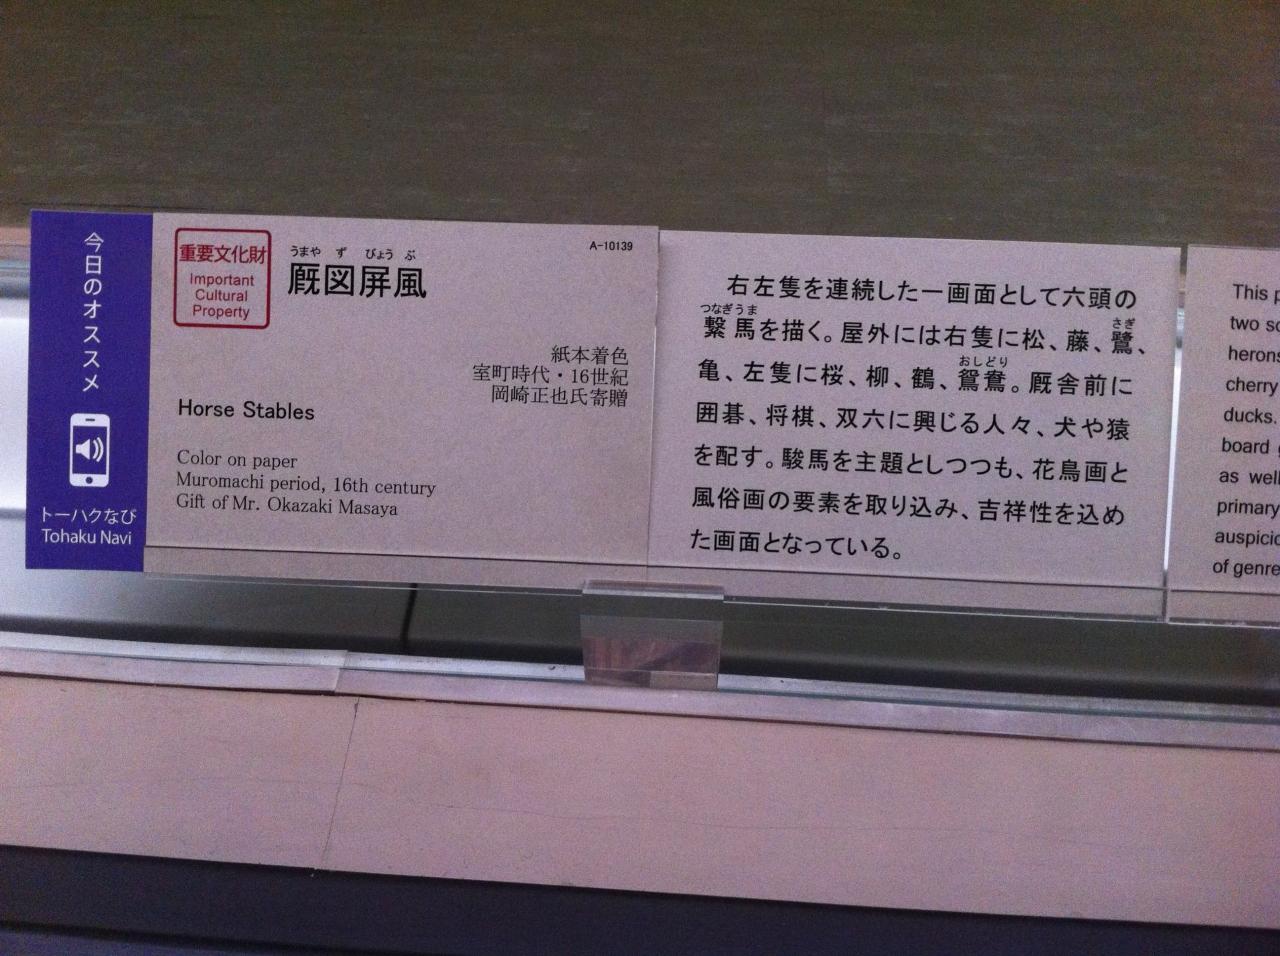 今日のオススメ
トーハクなび
Tohaku Navi
重要文化財
Important
Cultural
Property
うまや ず びょう ぶ
厩図屏風
A-10139
紙本着色
室町時代・16世紀
岡崎正也氏寄贈
Horse Stables
Color on paper
Muromachi period, 16th century
Gift of Mr. Okazaki Masaya
右左隻を連続した一画面として六頭の
つなぎうま さぎ
繋馬を描く。屋外には右隻に松、藤、鷺、
おしどり
亀、左隻に桜、柳、鶴、鴛鴦。厩舎前に
囲碁、将棋、双六に興じる人々、犬や猿
を配す。駿馬を主題としつつも、花鳥画と
風俗画の要素を取り込み、吉祥性を込め
た画面となっている。
This
two
herons
cherry
ducks.
board
as well
primary
of genre